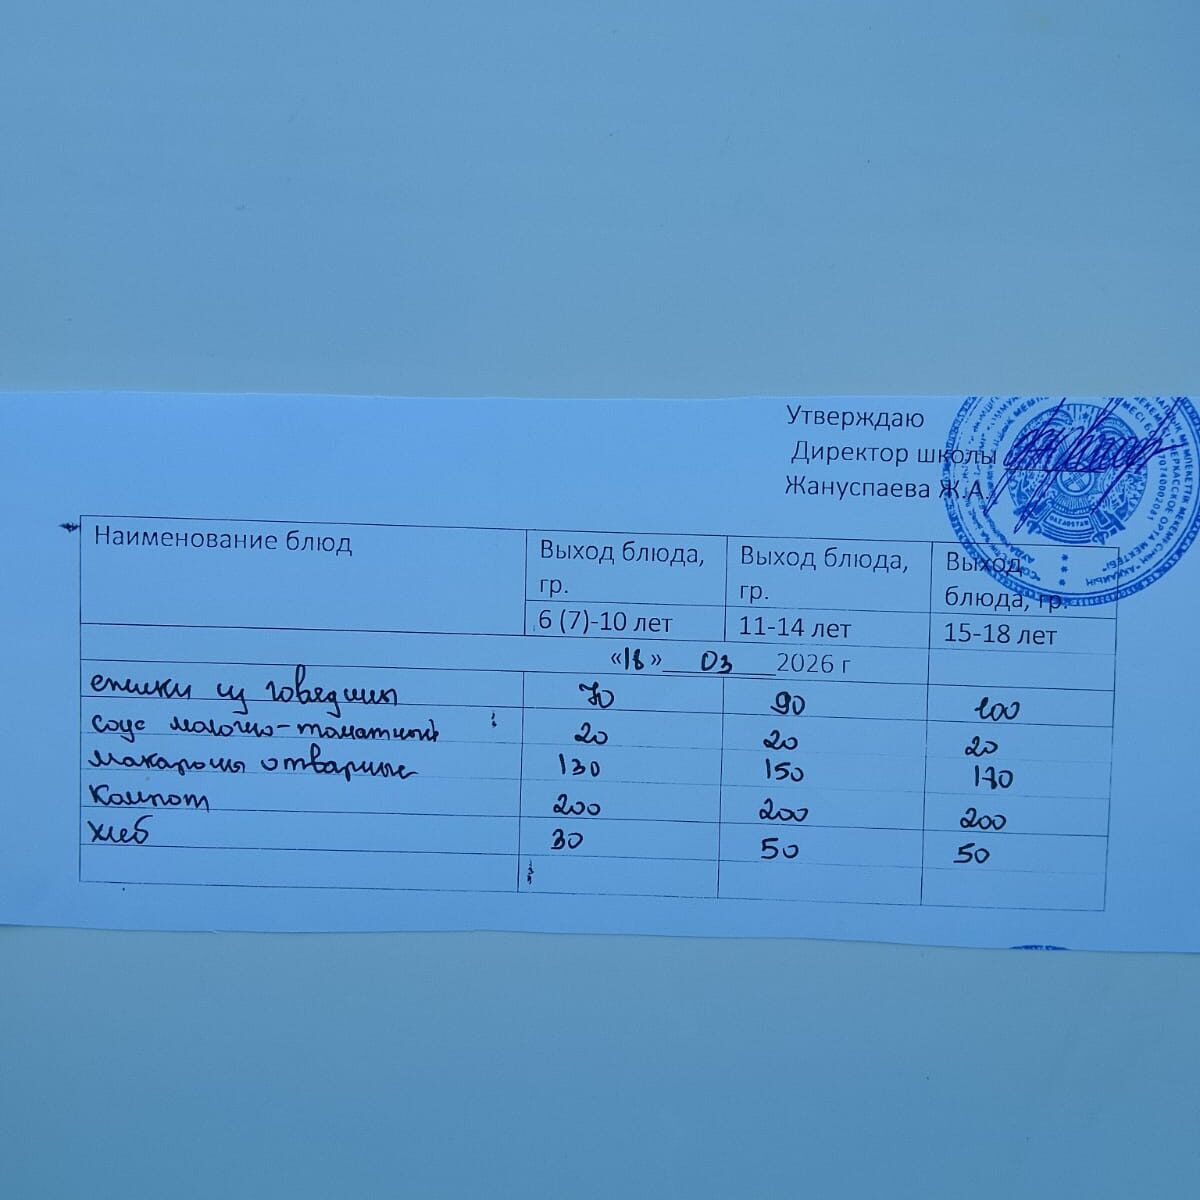 Утверждаю
Директор школы
Жануспаева Ж.А.
Наименование блюд Выход блюда, гр. Выход блюда, гр. Выход блюда, гр.
6 (7)-10 лет 11-14 лет 15-18 лет
«18» 03 2026 г
ежики из говядины 70 90 100
соус молочно-томатный 20 20 20
макароны отварные 130 150 170
Компот 200 200 200
хлеб 30 50 50